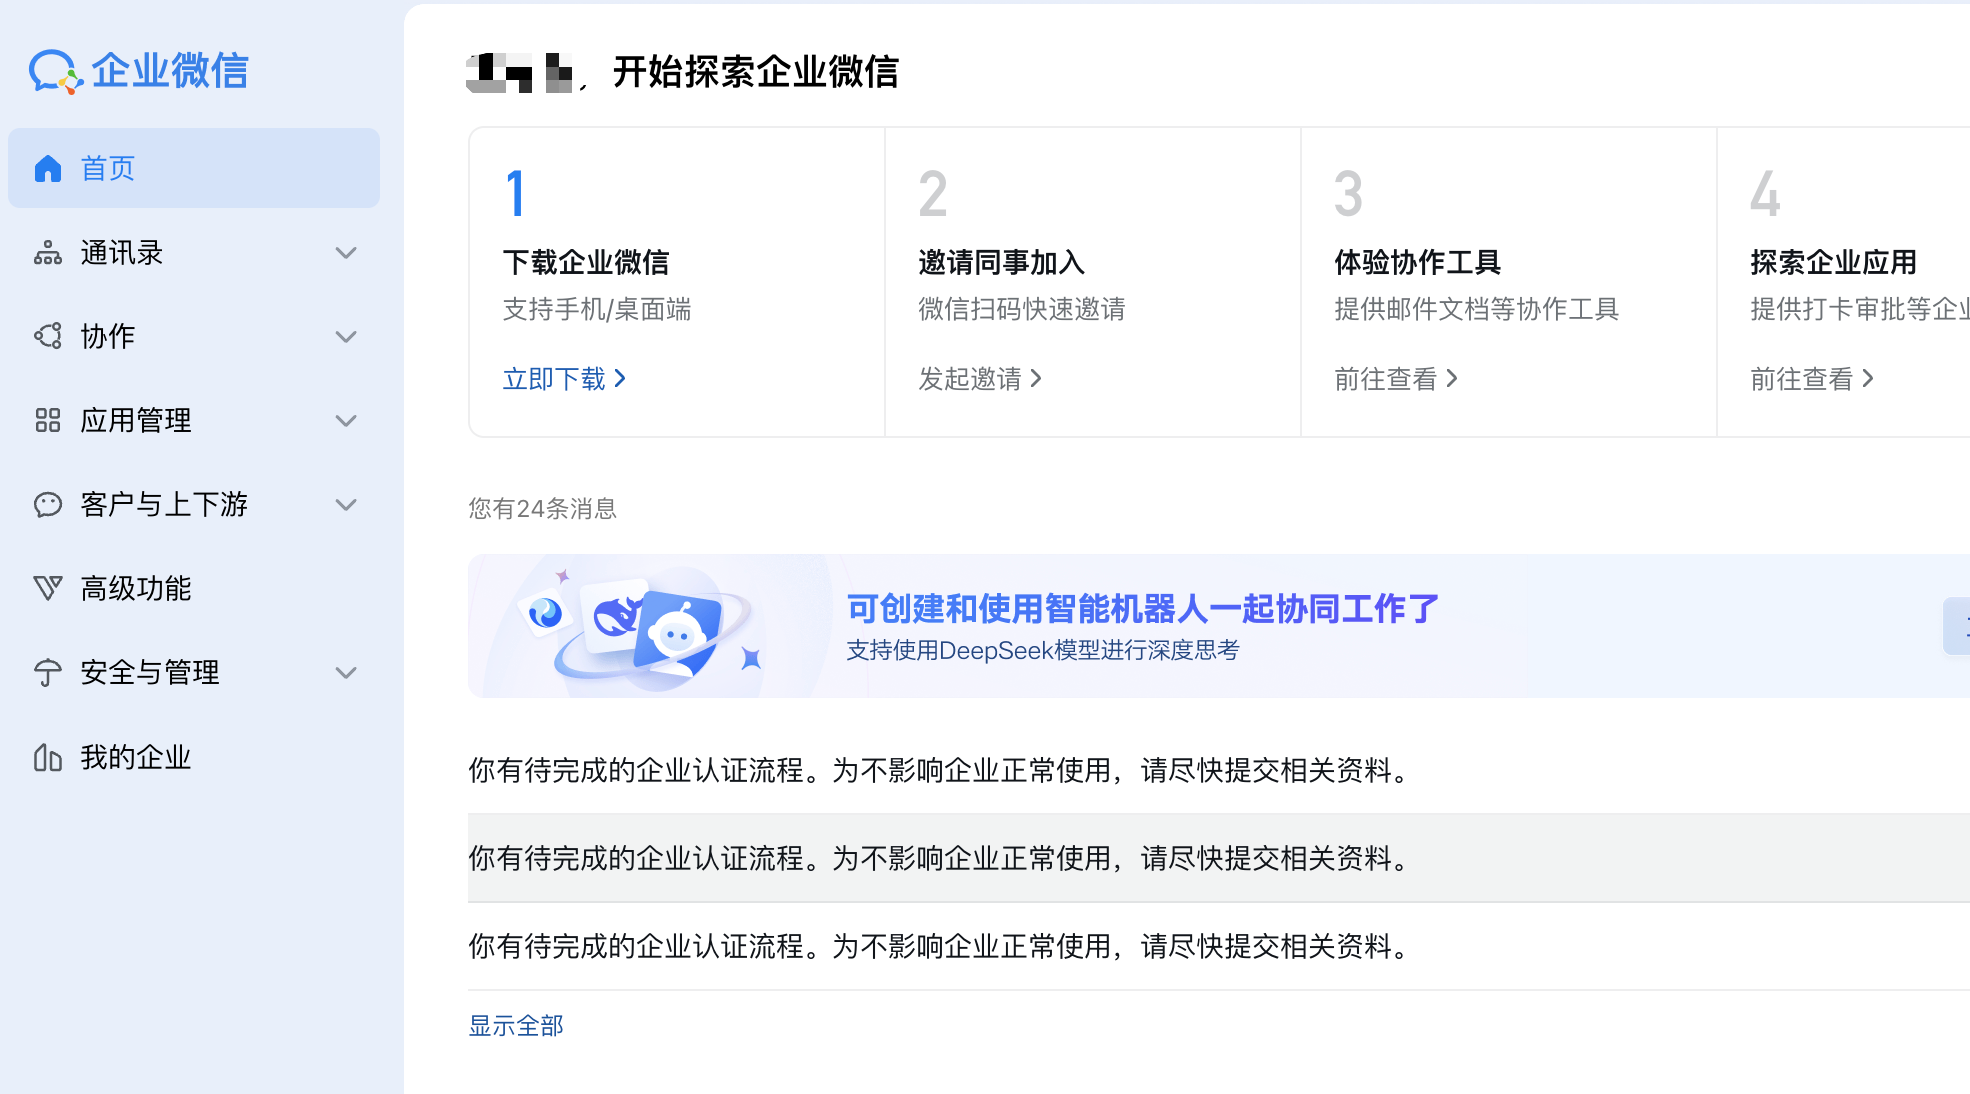 企业微信
首页
通讯录
协作
应用管理
客户与上下游
高级功能
安全与管理
我的企业
，开始探索企业微信
1
下载企业微信
支持手机/桌面端
立即下载
2
邀请同事加入
微信扫码快速邀请
发起邀请
3
体验协作工具
提供邮件文档等协作工具
前往查看
4
探索企业应用
提供打卡审批等企业
前往查看
您有24条消息
可创建和使用智能机器人一起协同工作了
支持使用DeepSeek模型进行深度思考
你有待完成的企业认证流程。为不影响企业正常使用，请尽快提交相关资料。
你有待完成的企业认证流程。为不影响企业正常使用，请尽快提交相关资料。
你有待完成的企业认证流程。为不影响企业正常使用，请尽快提交相关资料。
显示全部